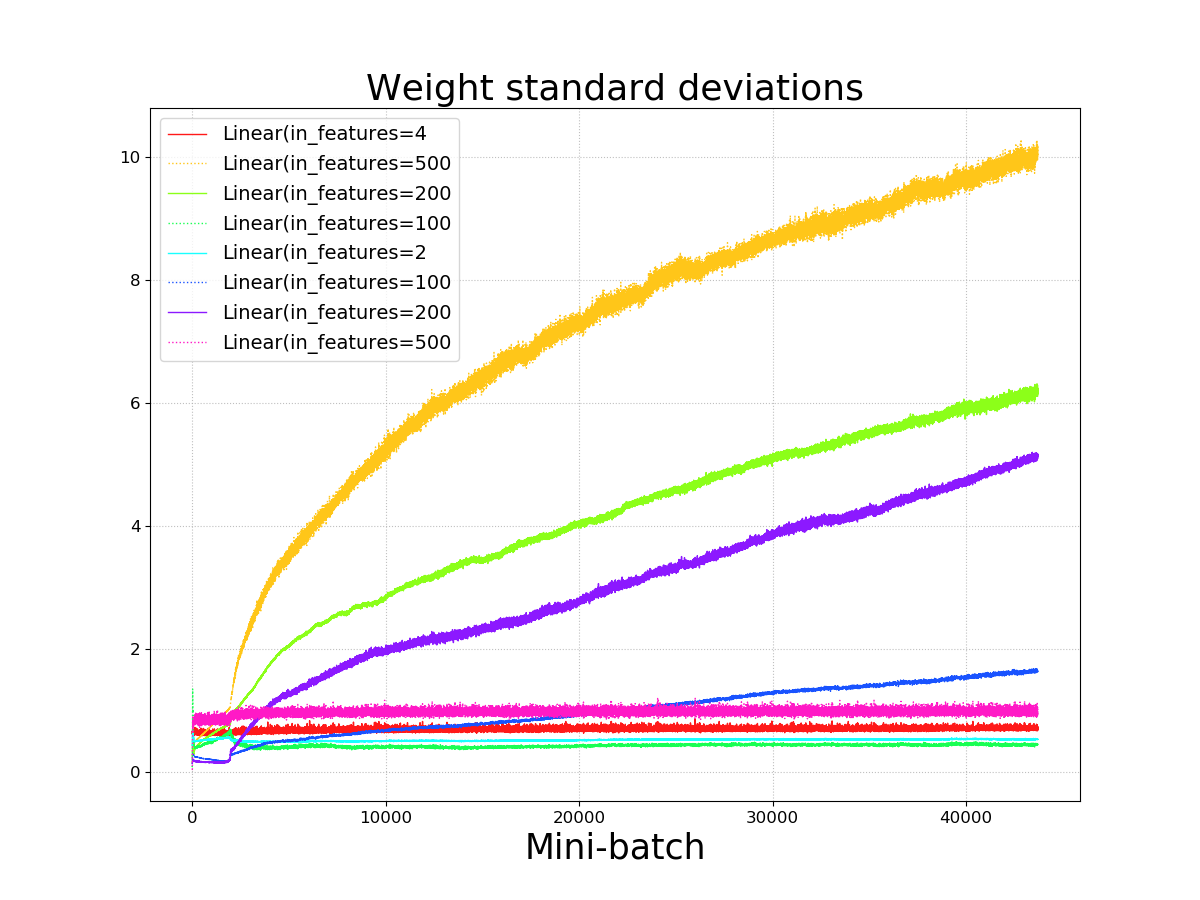 Weight standard deviations
Linear(in_features=4
Linear(in_features=500
Linear(in_features=200
Linear(in_features=100
Linear(in_features=2
Linear(in_features=100
Linear(in_features=200
Linear(in_features=500
10
8
6
4
2
0
0 10000 20000 30000 40000
Mini-batch